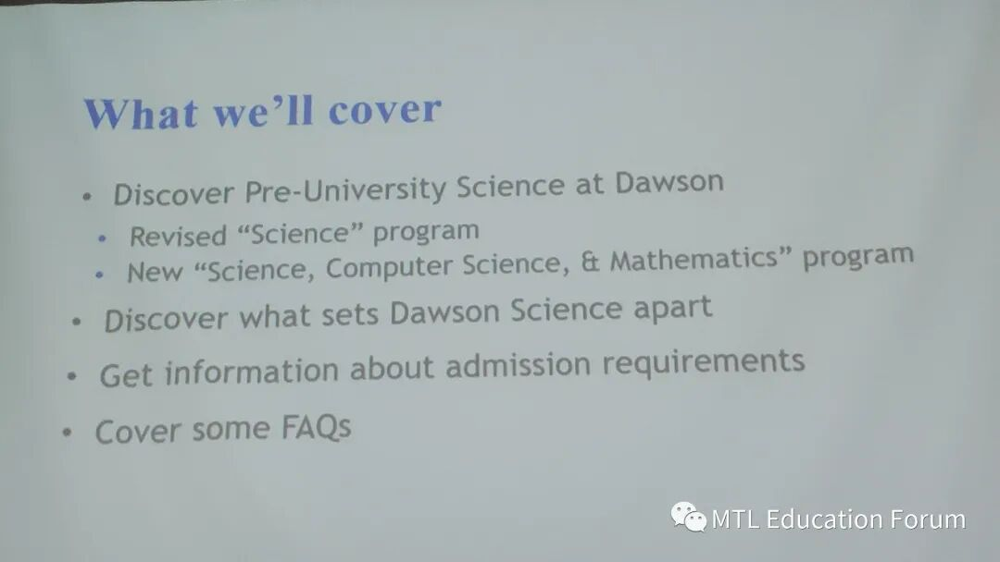 What we'll cover
• Discover Pre-University Science at Dawson
• Revised “Science” program
• New “Science, Computer Science, & Mathematics” program
• Discover what sets Dawson Science apart
• Get information about admission requirements
• Cover some FAQs
MTL Education Forum